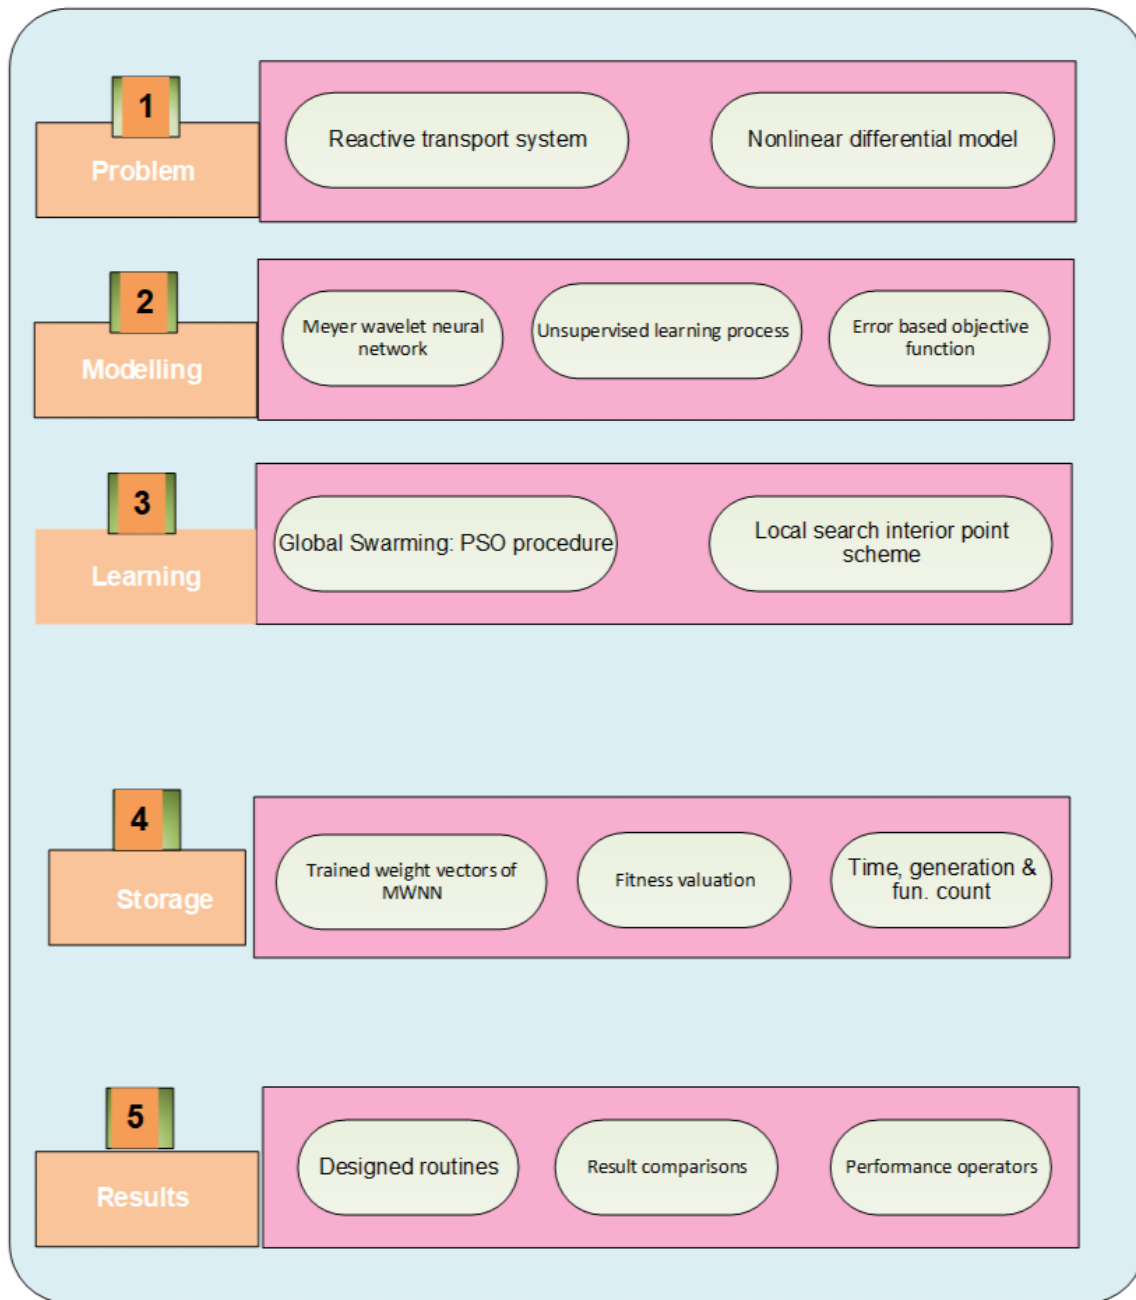 1
Problem
Reactive transport system
Nonlinear differential model
2
Modelling
Meyer wavelet neural
network
Unsupervised learning process
Error based objective
function
3
Learning
Global Swarming: PSO procedure
Local search interior point
scheme
4
Storage
Trained weight vectors of
MWNN
Fitness valuation
Time, generation &
fun. count
5
Results
Designed routines
Result comparisons
Performance operators